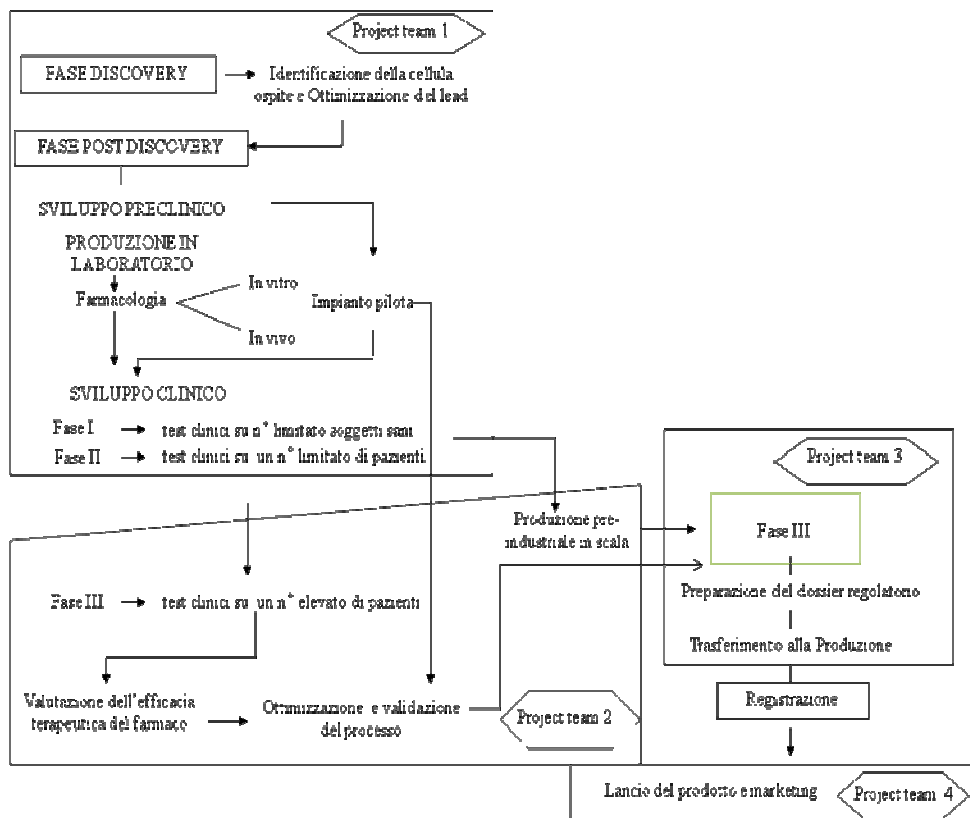 Project team 1
FASE DISCOVERY
Identificazione della cellula
ospite e Ottimizzazione del lead
FASE POST DISCOVERY
SVILUPPO PRECLINICO
PRODUZIONE IN
LABORATORIO
Farmacologia
In vitro
In vivo
Impianto pilota
SVILUPPO CLINICO
Fase I
test clinici su n° limitato soggetti sani
Fase II
test clinici su un n° limitato di pazienti
Produzione pre-
industriale in scala
Fase III
test clinici su un n° elevato di pazienti
Valutazione dell'efficacia
terapeutica del farmaco
Ottimizzazione e validazione
del processo
Project team 2
Project team 3
Fase III
Preparazione del dossier regolatorio
Trasferimento alla Produzione
Registrazione
Lancio del prodotto e marketing
Project team 4